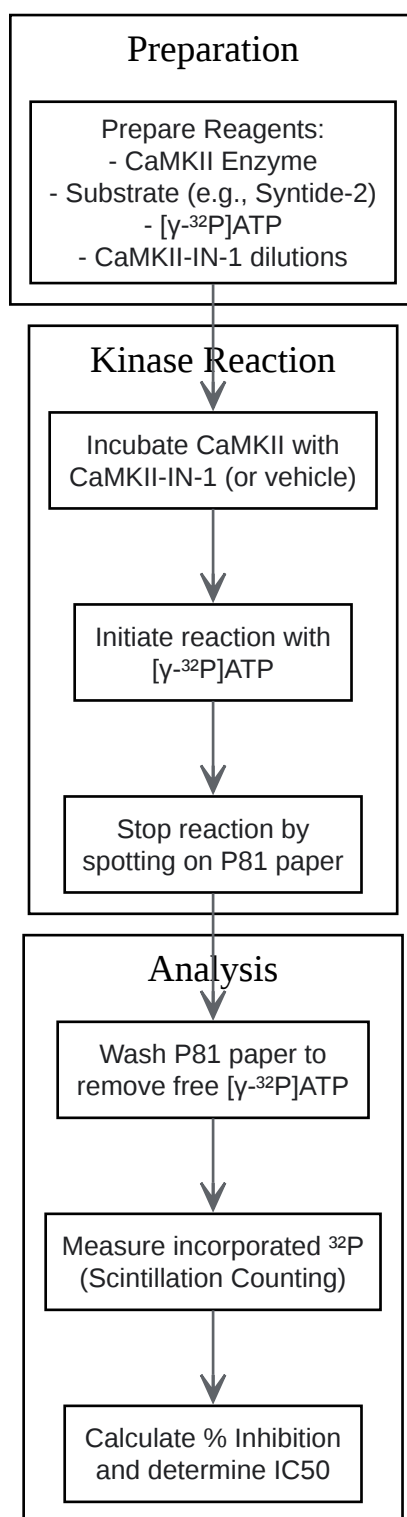 Preparation
Prepare Reagents:
- CaMKII Enzyme
- Substrate (e.g., Syntide-2)
- [γ-³²P]ATP
- CaMKII-IN-1 dilutions
Kinase Reaction
Incubate CaMKII with
CaMKII-IN-1 (or vehicle)
Initiate reaction with
[γ-³²P]ATP
Stop reaction by
spotting on P81 paper
Analysis
Wash P81 paper to
remove free [γ-³²P]ATP
Measure incorporated ³²P
(Scintillation Counting)
Calculate % Inhibition
and determine IC50